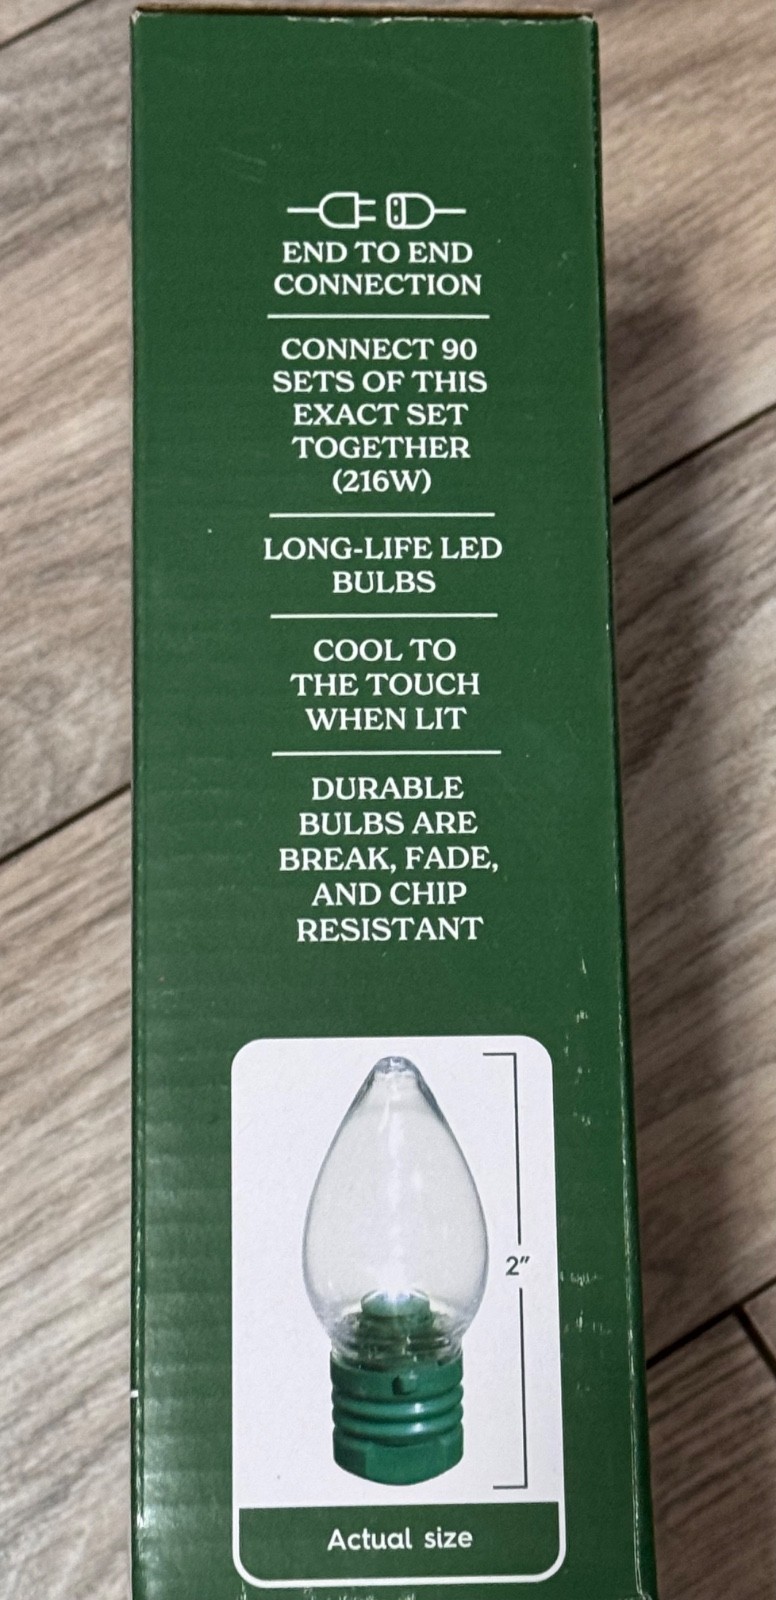 END TO END
CONNECTION
CONNECT 90
SETS OF THIS
EXACT SET
TOGETHER
(216W)
LONG-LIFE LED
BULBS
COOL TO
THE TOUCH
WHEN LIT
DURABLE
BULBS ARE
BREAK, FADE,
AND CHIP
RESISTANT
2"
Actual size